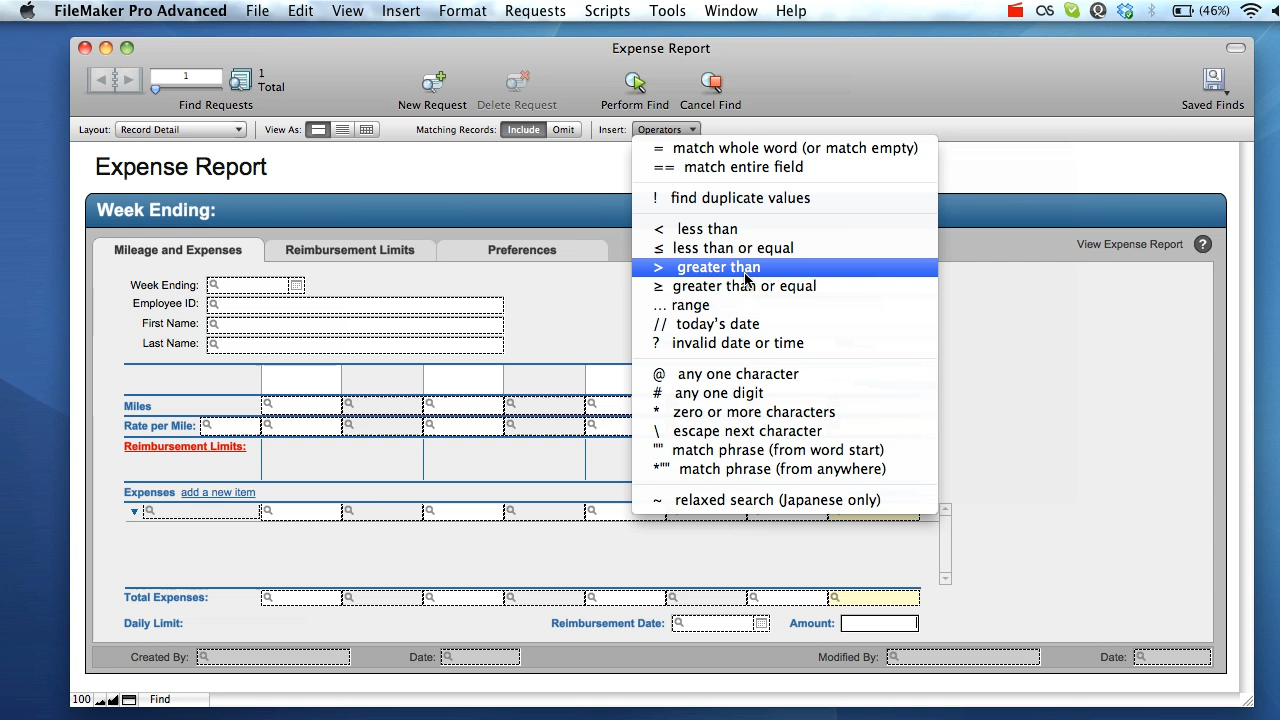 FileMaker Pro Advanced File Edit View Insert Format Requests Scripts Tools Window Help (46%)
Expense Report
1 1 Total
Find Requests New Request Delete Request Perform Find Cancel Find Saved Finds
Layout: Record Detail View As: Matching Records: Include Omit Insert: Operators
= match whole word (or match empty)
== match entire field
! find duplicate values
< less than
≤ less than or equal
> greater than
≥ greater than or equal
... range
// today's date
? invalid date or time
@ any one character
# any one digit
* zero or more characters
\ escape next character
"" match phrase (from word start)
*"" match phrase (from anywhere)
~ relaxed search (Japanese only)
Expense Report
Week Ending:
Mileage and Expenses Reimbursement Limits Preferences View Expense Report ?
Week Ending:
Employee ID:
First Name:
Last Name:
Miles
Rate per Mile:
Reimbursement Limits:
Expenses add a new item
Total Expenses:
Daily Limit: Reimbursement Date: Amount:
Created By: Date: Modified By: Date:
100 Find